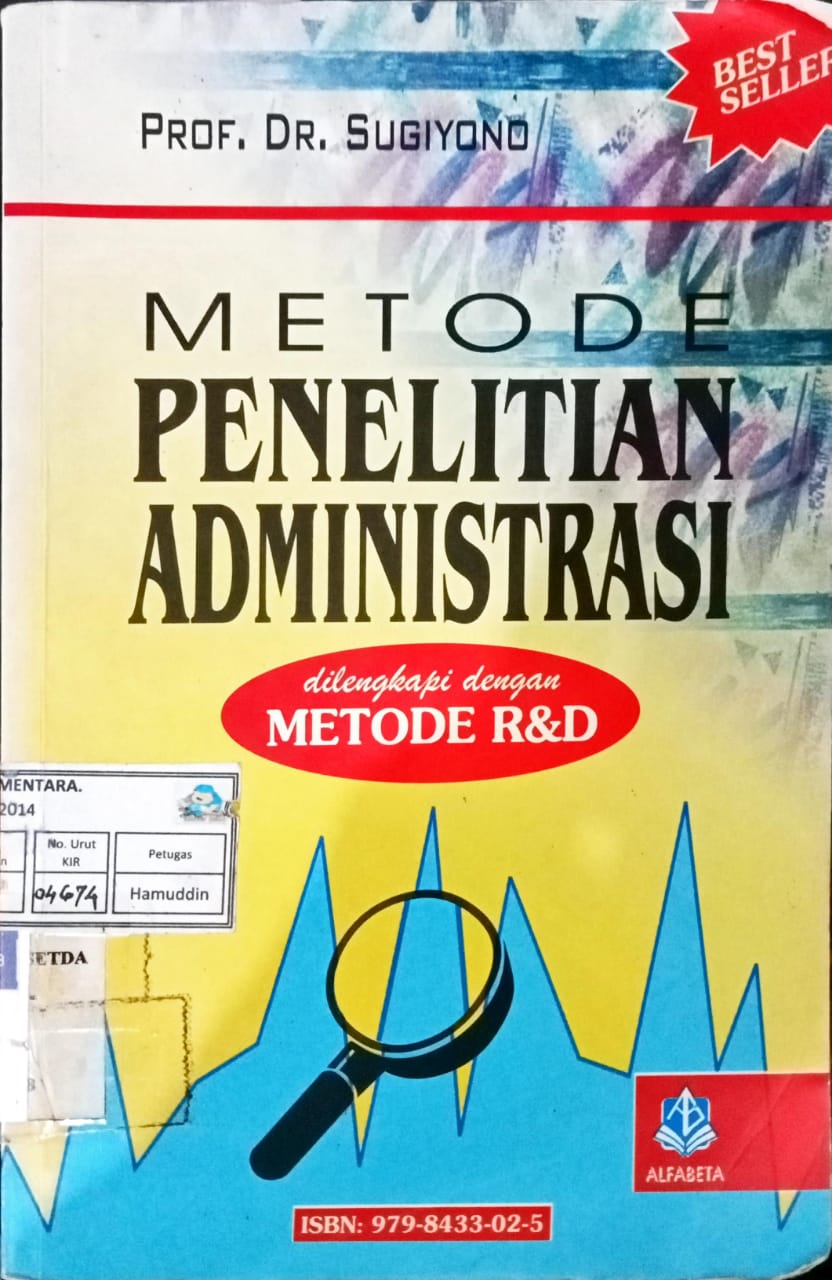 BEST
SELLER
PROF. DR. SUGIYONO
METODE
PENELITIAN
ADMINISTRASI
dilengkapi dengan
METODE R&D
MENTARA.
2014
No. Urut
KIR
Petugas
04674
Hamuddin
SETDA
ALFABETA
ISBN: 979-8433-02-5